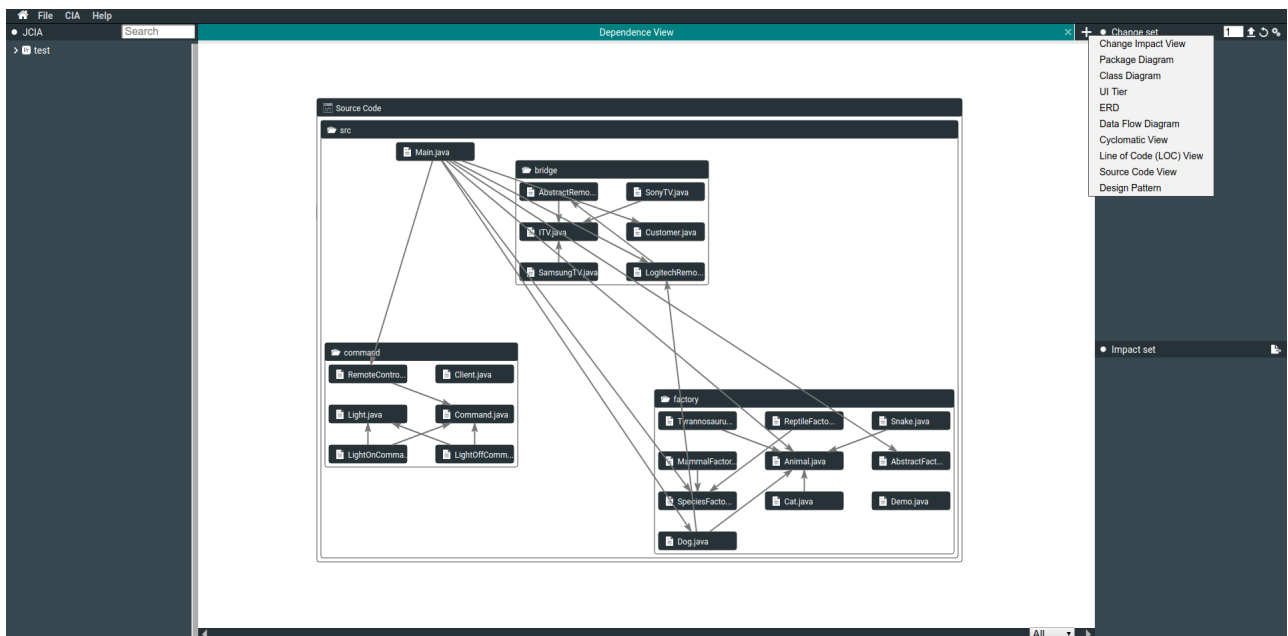 File CIA Help
JCIA Search
test
Dependence View
Change set 1
Change Impact View
Package Diagram
Class Diagram
UI Tier
ERD
Data Flow Diagram
Cyclomatic View
Line of Code (LOC) View
Source Code View
Design Pattern
Source Code
src
Main.java
bridge
AbstractRemo... SonyTV.java
ITV.java Customer.java
SamsungTV.java LogitechRemo...
command
RemoteContro... Client.java
Light.java Command.java
LightOnComma... LightOffComm...
factory
Tyrannosauru... ReptileFacto... Snake.java
MammalFactor... Animal.java AbstractFact...
SpeciesFacto... Cat.java Demo.java
Dog.java
Impact set
All